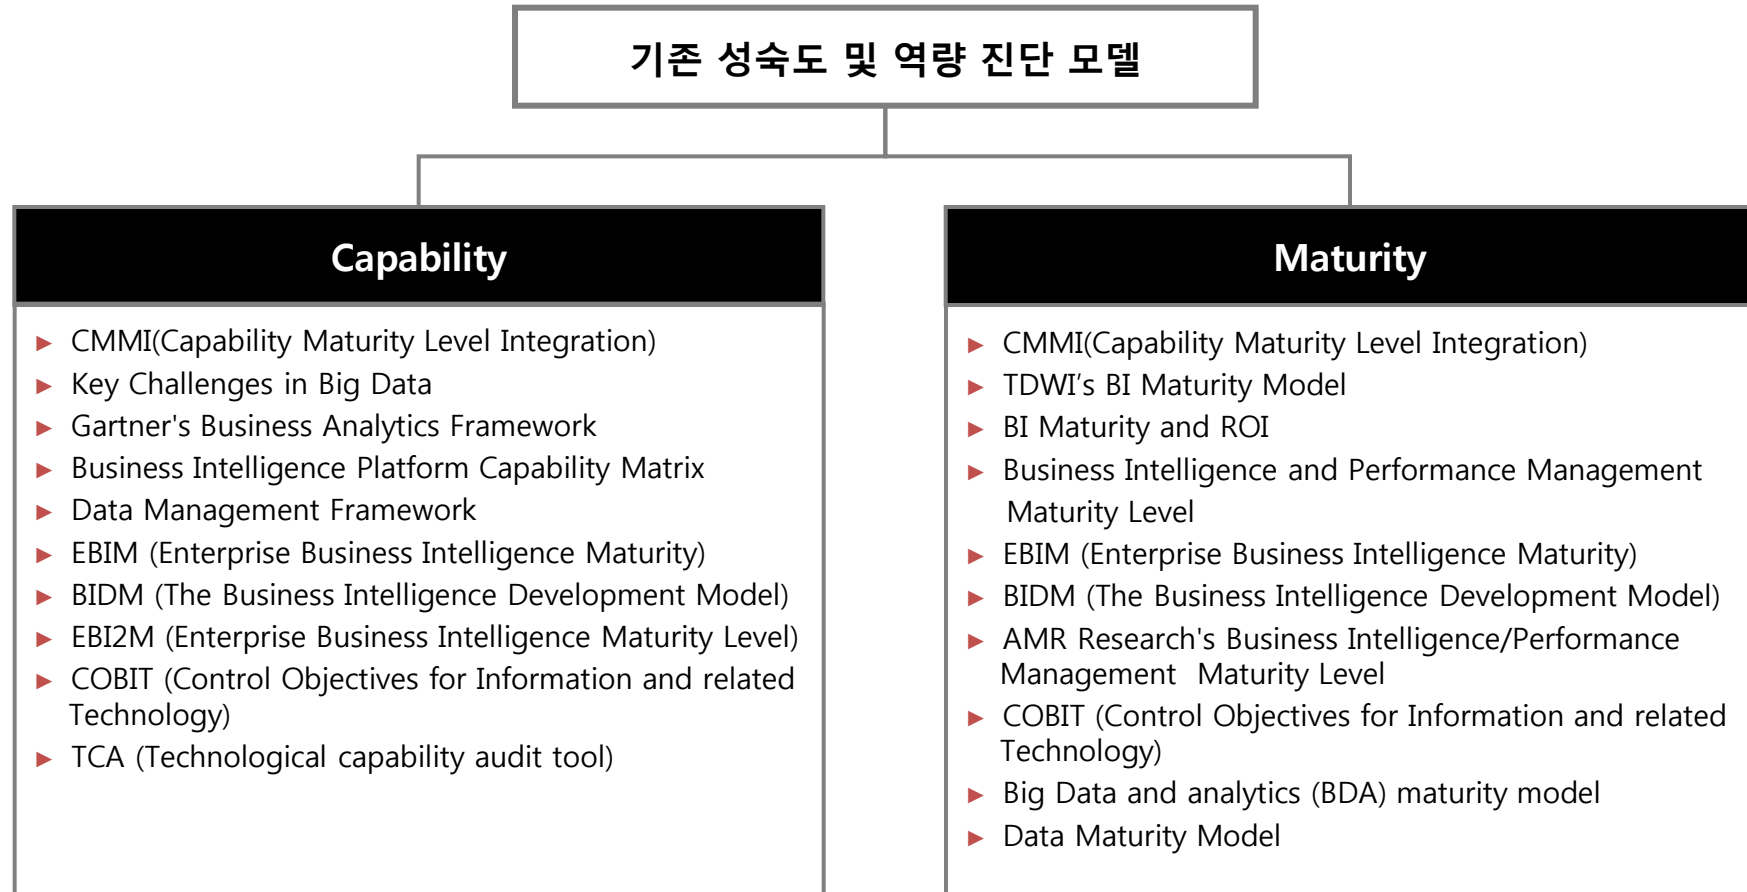 기존 성숙도 및 역량 진단 모델
Capability
► CMMI(Capability Maturity Level Integration)
► Key Challenges in Big Data
► Gartner's Business Analytics Framework
► Business Intelligence Platform Capability Matrix
► Data Management Framework
► EBIM (Enterprise Business Intelligence Maturity)
► BIDM (The Business Intelligence Development Model)
► EBI2M (Enterprise Business Intelligence Maturity Level)
► COBIT (Control Objectives for Information and related
Technology)
► TCA (Technological capability audit tool)
Maturity
► CMMI(Capability Maturity Level Integration)
► TDWI's BI Maturity Model
► BI Maturity and ROI
► Business Intelligence and Performance Management
Maturity Level
► EBIM (Enterprise Business Intelligence Maturity)
► BIDM (The Business Intelligence Development Model)
► AMR Research's Business Intelligence/Performance
Management  Maturity Level
► COBIT (Control Objectives for Information and related
Technology)
► Big Data and analytics (BDA) maturity model
► Data Maturity Model